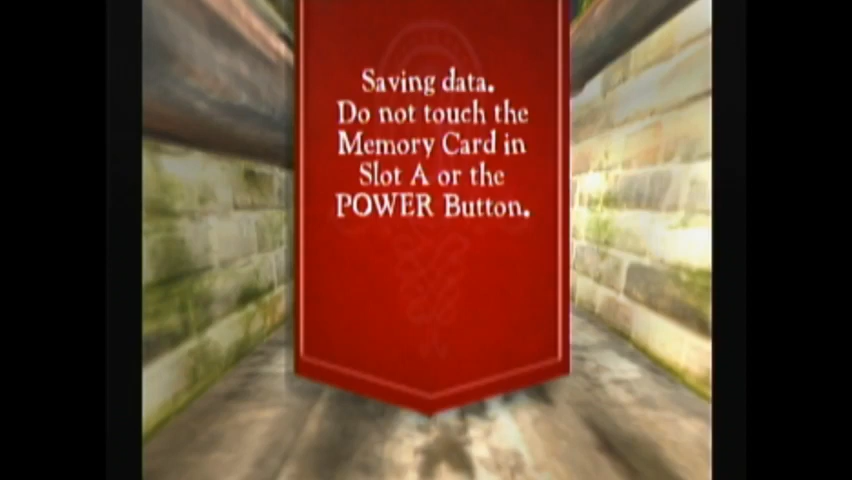 Saving data.
Do not touch the
Memory Card in
Slot A or the
POWER Button.